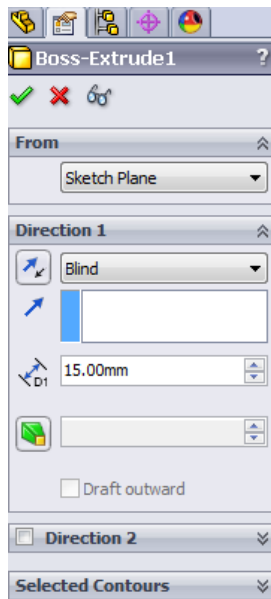 Boss-Extrude1 ?
From
Sketch Plane
Direction 1
Blind
D1 15.00mm
Draft outward
Direction 2
Selected Contours